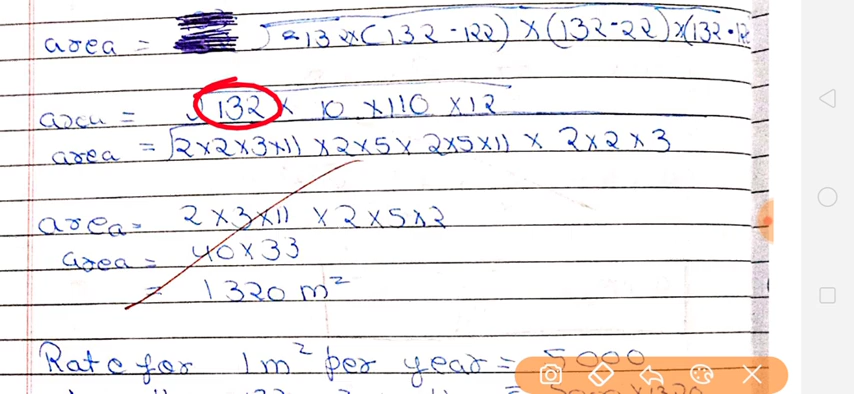 area = √132×(132-122)×(132-22)×(132-12
area = √132 × 10 ×110 ×12
area = √2×2×3×11 ×2×5× 2×5×11 × 2×2×3
area= 2×3×11 ×2×5×2
area = 40×33
= 1320 m²
Rate for 1m² per year = 5000